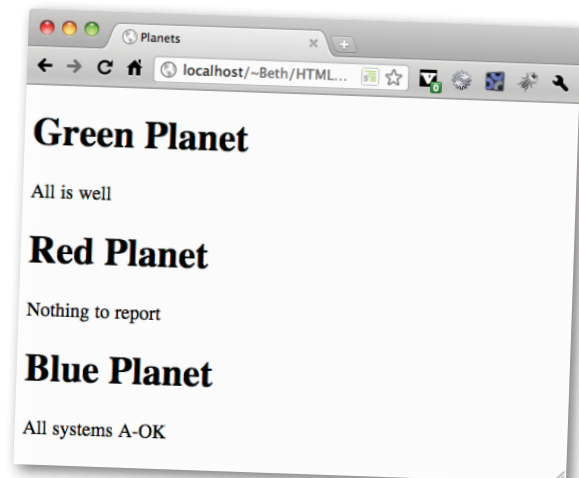 Planets
localhost/~Beth/HTML...
0
Green Planet
All is well
Red Planet
Nothing to report
Blue Planet
All systems A-OK